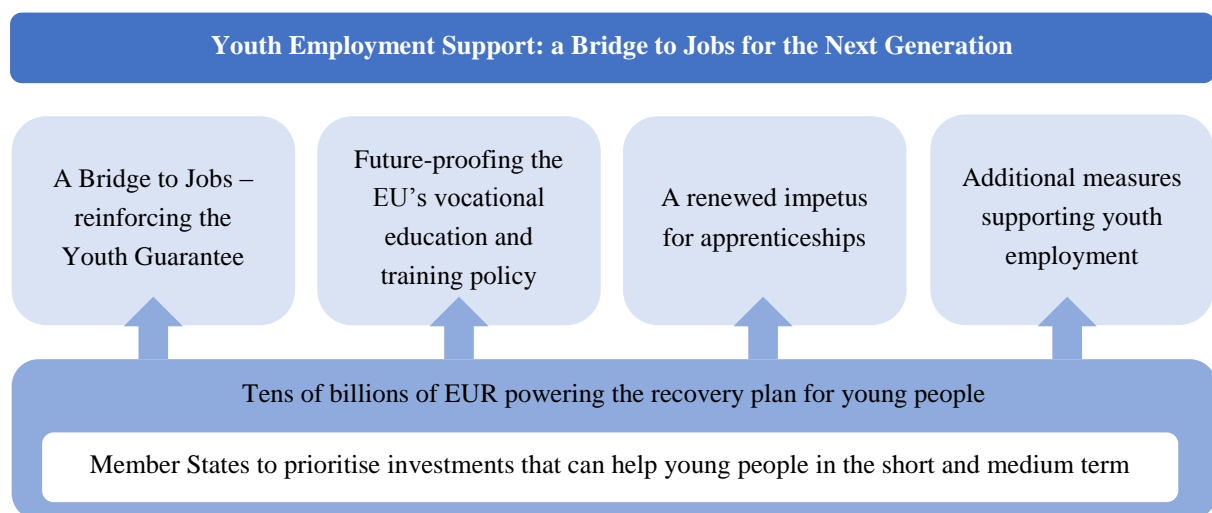 Youth Employment Support: a Bridge to Jobs for the Next Generation
A Bridge to Jobs –
reinforcing the
Youth Guarantee
Future-proofing the
EU’s vocational
education and
training policy
A renewed impetus
for apprenticeships
Additional measures
supporting youth
employment
Tens of billions of EUR powering the recovery plan for young people
Member States to prioritise investments that can help young people in the short and medium term